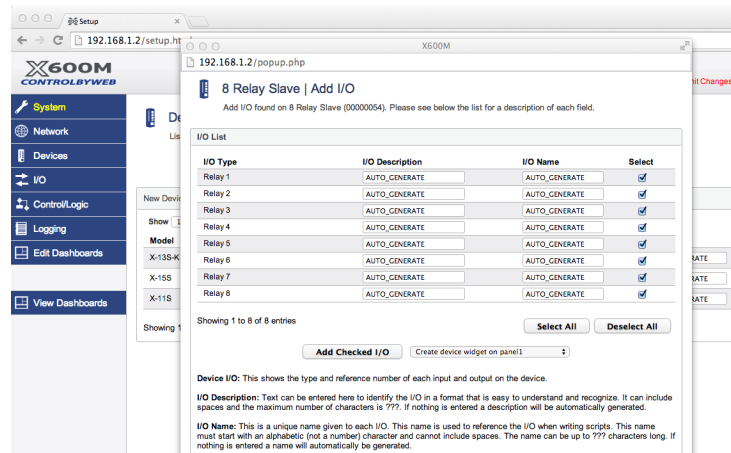 Setup
192.168.1.2/setup.ht
X600M
192.168.1.2/popup.php
X600M
CONTROLBYWEB
8 Relay Slave | Add I/O
Add I/O found on 8 Relay Slave (00000054). Please see below the list for a description of each field.
System
Network
Devices
I/O
Control/Logic
Logging
Edit Dashboards
View Dashboards
De
Lis
New Devic
Show 1
Model
X-13S-K
X-15S
X-11S
Showing 1
I/O List
I/O Type I/O Description I/O Name Select
Relay 1 AUTO_GENERATE AUTO_GENERATE
Relay 2 AUTO_GENERATE AUTO_GENERATE
Relay 3 AUTO_GENERATE AUTO_GENERATE
Relay 4 AUTO_GENERATE AUTO_GENERATE
Relay 5 AUTO_GENERATE AUTO_GENERATE
Relay 6 AUTO_GENERATE AUTO_GENERATE
Relay 7 AUTO_GENERATE AUTO_GENERATE
Relay 8 AUTO_GENERATE AUTO_GENERATE
Showing 1 to 8 of 8 entries
Select All Deselect All
Add Checked I/O Create device widget on panel1
Device I/O: This shows the type and reference number of each input and output on the device.
I/O Description: Text can be entered here to identify the I/O in a format that is easy to understand and recognize. It can include
spaces and the maximum number of characters is ???. If nothing is entered a description will be automatically generated.
I/O Name: This is a unique name given to each I/O. This name is used to reference the I/O when writing scripts. This name
must start with an alphabetic (not a number) character and cannot include spaces. The name can be up to ??? characters long. If
nothing is entered a name will automatically be generated.
nit Changes
RATE
RATE
RATE